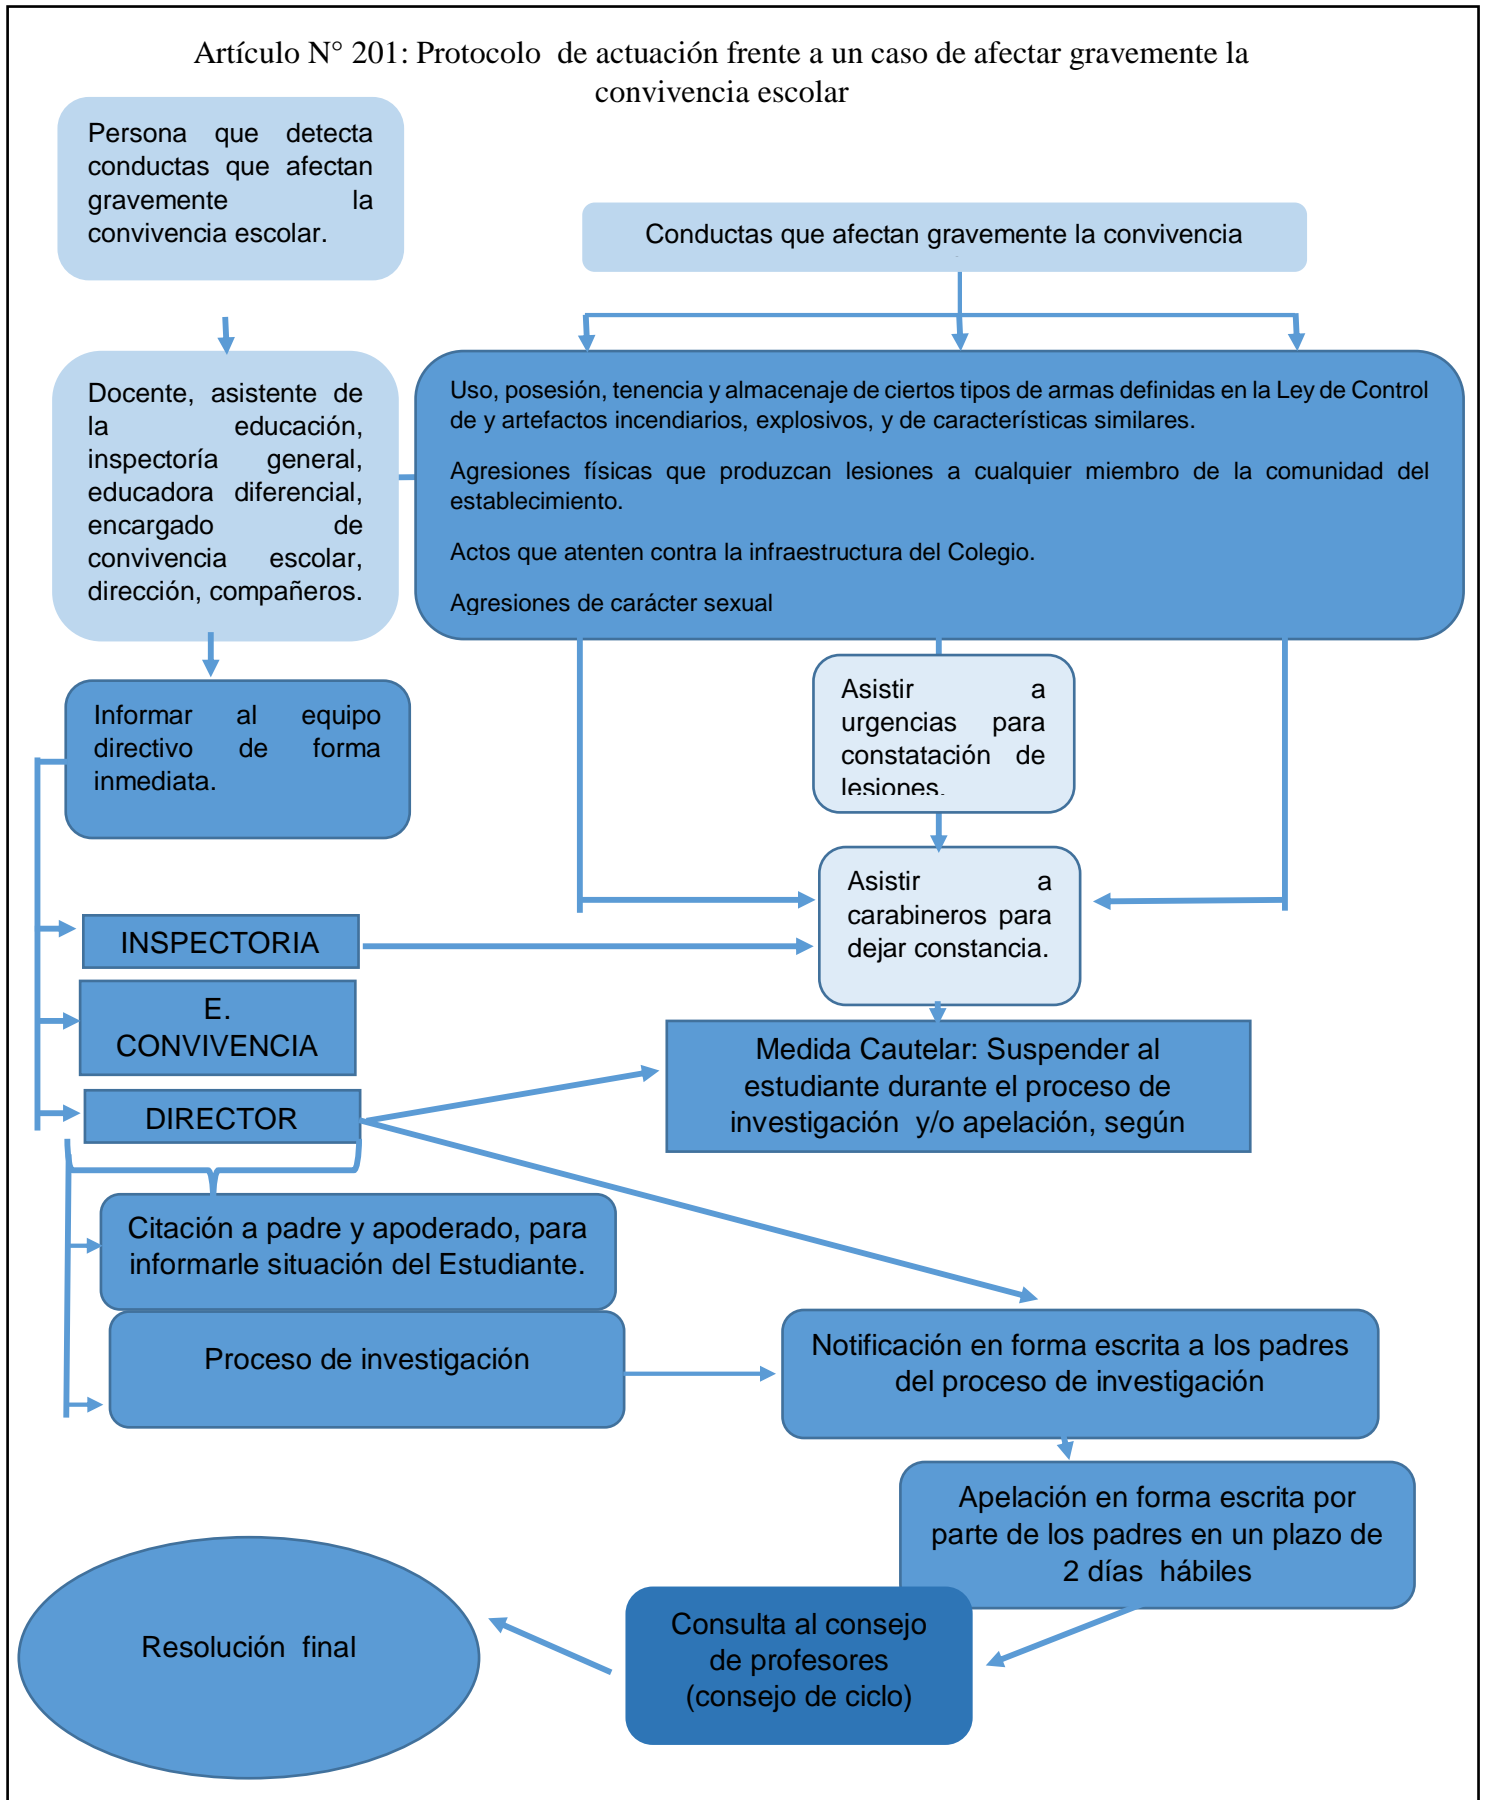 Artículo N° 201: Protocolo de actuación frente a un caso de afectar gravemente la
convivencia escolar
Persona que detecta
conductas que afectan
gravemente la
convivencia escolar.
Conductas que afectan gravemente la convivencia
Docente, asistente de
la educación,
inspectoría general,
educadora diferencial,
encargado de
convivencia escolar,
dirección, compañeros.
Uso, posesión, tenencia y almacenaje de ciertos tipos de armas definidas en la Ley de Control
de y artefactos incendiarios, explosivos, y de características similares.
Agresiones físicas que produzcan lesiones a cualquier miembro de la comunidad del
establecimiento.
Actos que atenten contra la infraestructura del Colegio.
Agresiones de carácter sexual
Informar al equipo
directivo de forma
inmediata.
Asistir a
urgencias para
constatación de
lesiones.
Asistir a
carabineros para
dejar constancia.
INSPECTORIA
E.
CONVIVENCIA
DIRECTOR
Medida Cautelar: Suspender al
estudiante durante el proceso de
investigación y/o apelación, según
Citación a padre y apoderado, para
informarle situación del Estudiante.
Proceso de investigación
Notificación en forma escrita a los padres
del proceso de investigación
Apelación en forma escrita por
parte de los padres en un plazo de
2 días hábiles
Consulta al consejo
de profesores
(consejo de ciclo)
Resolución final